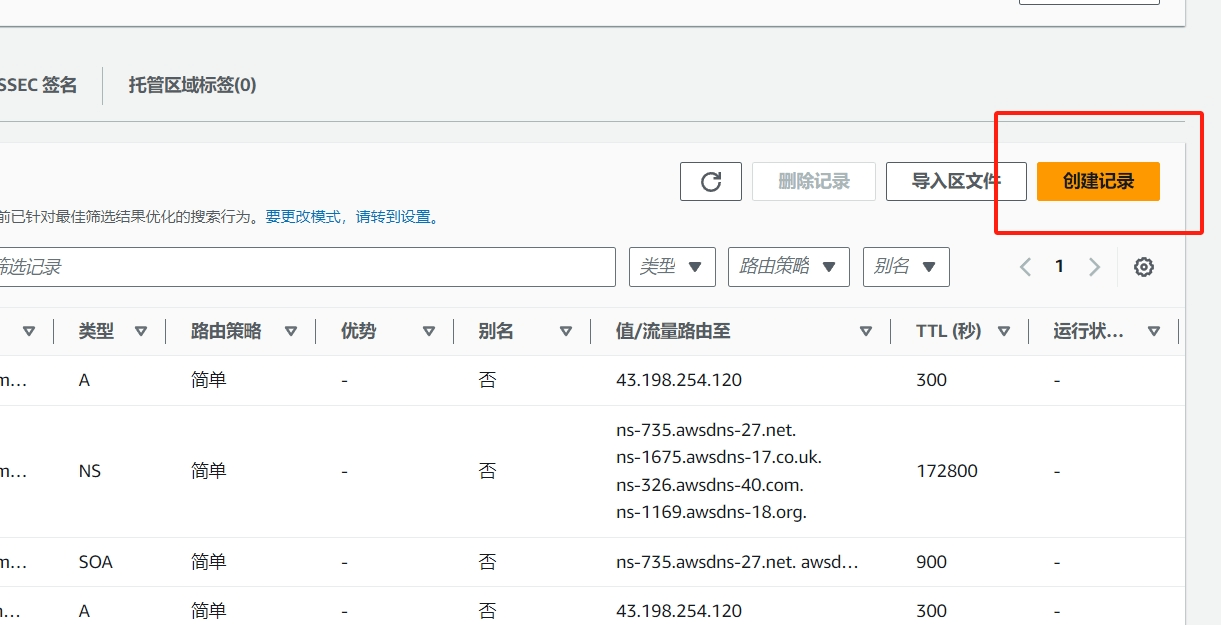 SSEC 签名 托管区域标签(0)
删除记录 导入区文件 创建记录
前已针对最佳筛选结果优化的搜索行为。要更改模式，请转到设置。
筛选记录 类型 路由策略 别名 1
类型 路由策略 优势 别名 值/流量路由至 TTL (秒) 运行状...
m... A 简单 - 否 43.198.254.120 300 -
m... NS 简单 - 否 ns-735.awsdns-27.net. 172800 -
ns-1675.awsdns-17.co.uk.
ns-326.awsdns-40.com.
ns-1169.awsdns-18.org.
m... SOA 简单 - 否 ns-735.awsdns-27.net. awsd... 900 -
... A 简单 - 否 43.198.254.120 300 -